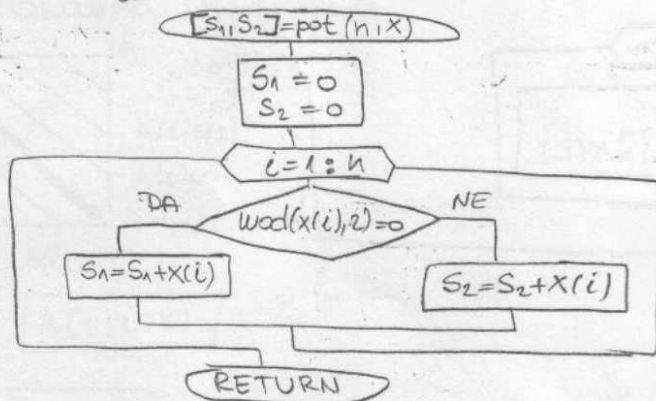 [S1,S2]=pot(n,x)
S1=0
S2=0
i=1:n
DA
NE
mod(x(i),2)=0
S1=S1+x(i)
S2=S2+x(i)
RETURN